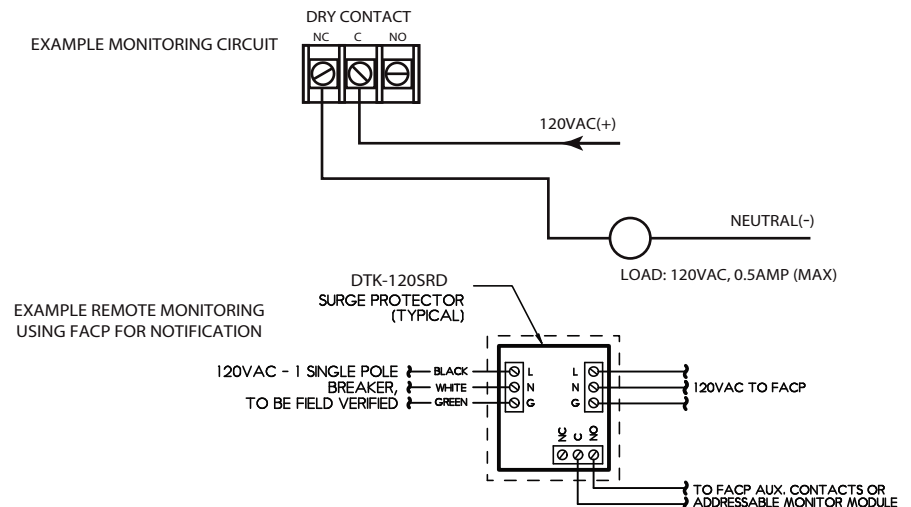 DRY CONTACT
EXAMPLE MONITORING CIRCUIT
NC C NO
120VAC(+)
NEUTRAL(-)
LOAD: 120VAC, 0.5AMP (MAX)
EXAMPLE REMOTE MONITORING
USING FACP FOR NOTIFICATION
DTK-120SRD
SURGE PROTECTOR
(TYPICAL)
120VAC - 1 SINGLE POLE
BREAKER,
TO BE FIELD VERIFIED
BLACK
WHITE
GREEN
L
N
G
L
N
G
120VAC TO FACP
NC C NO
TO FACP AUX. CONTACTS OR
ADDRESSABLE MONITOR MODULE